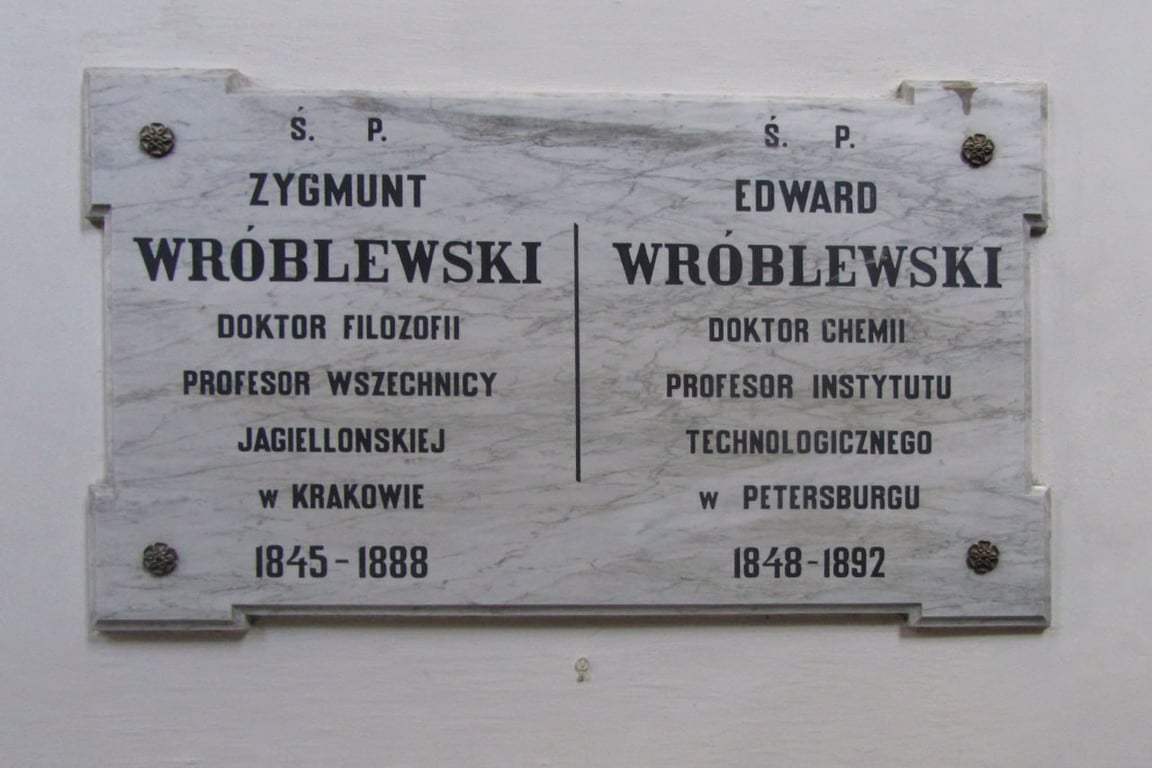 Ś. P.
ZYGMUNT
WRÓBLEWSKI
DOKTOR FILOZOFII
PROFESOR WSZECHNICY
JAGIELLONSKIEJ
w KRAKOWIE
1845-1888
Ś. P.
EDWARD
WRÓBLEWSKI
DOKTOR CHEMII
PROFESOR INSTYTUTU
TECHNOLOGICZNEGO
w PETERSBURGU
1848-1892